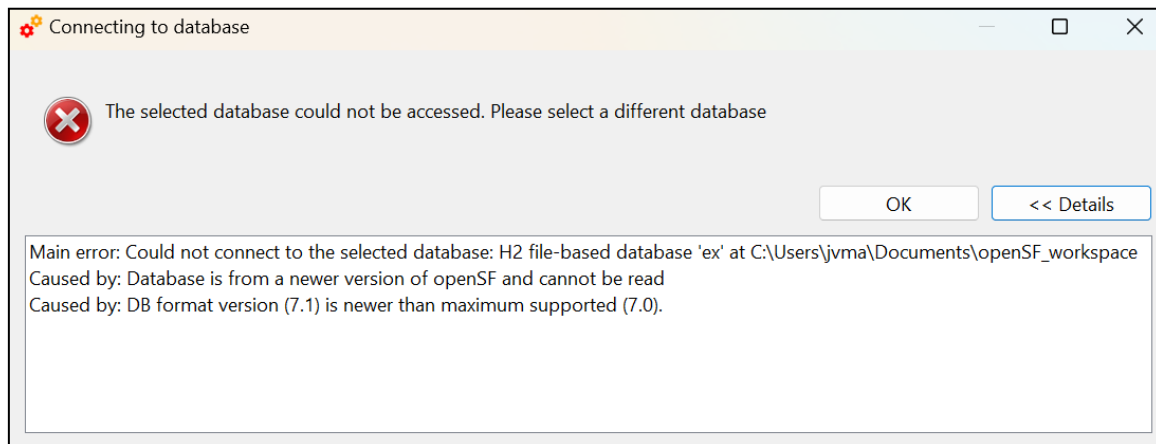 Connecting to database
The selected database could not be accessed. Please select a different database
OK
<< Details
Main error: Could not connect to the selected database: H2 file-based database 'ex' at C:\Users\jvma\Documents\openSF_workspace
Caused by: Database is from a newer version of openSF and cannot be read
Caused by: DB format version (7.1) is newer than maximum supported (7.0).